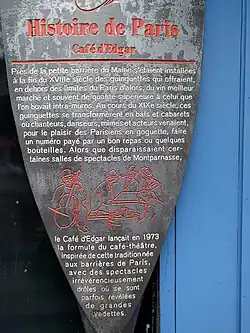 Histoire de Paris
Café d'Edgar
Près de la petite barrière du Maine s'étaient installées
à la fin du XVIIIe siècle des guinguettes qui offraient,
en dehors des limites du Paris d'alors, du vin meilleur
marché et souvent de qualité supérieure à celui que
l'on buvait intra-muros. Au cours du XIXe siècle, ces
guinguettes se transformèrent en bals et cabarets
où chanteurs, danseurs, mimes et acteurs venaient,
pour le plaisir des Parisiens en goguette, faire
un numéro payé par un bon repas ou quelques
bouteilles. Alors que disparaissaient cer-
taines salles de spectacles de Montparnasse,
le Café d'Edgar lançait en 1973
la formule du café-théâtre,
inspirée de cette traditionnée
aux barrières de Paris,
avec des spectacles
irrévérencieusement
drôles où se sont
parfois révélées
de grandes
vedettes.